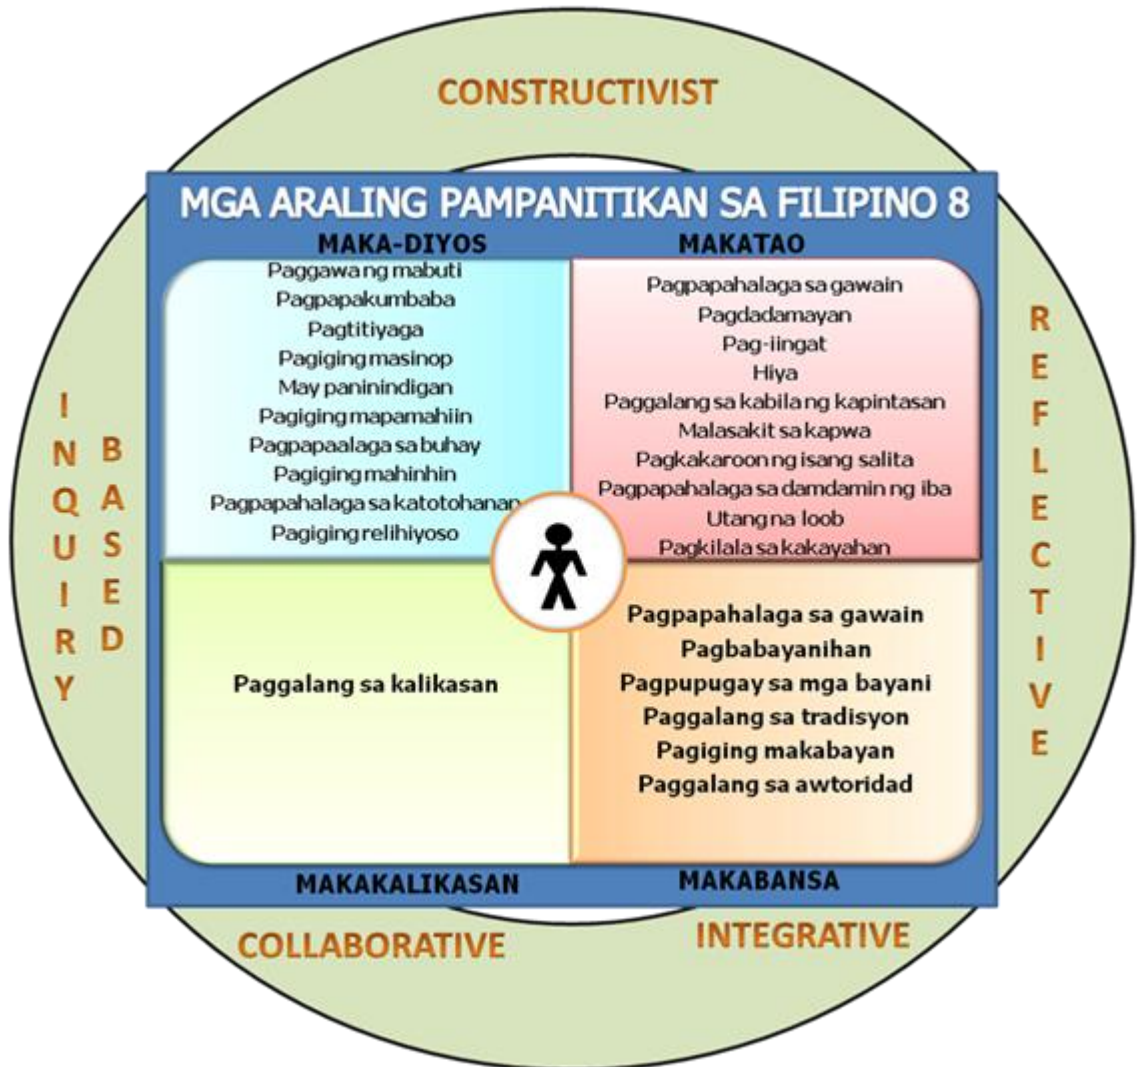 CONSTRUCTIVIST
MGA ARALING PAMPANITIKAN SA FILIPINO 8
MAKA-DIYOS
Paggawa ng mabuti
Pagpapakumbaba
Pagtitiyaga
Pagiging masinop
May paninindigan
Pagiging mapamahiin
Pagpapaalaga sa buhay
Pagiging mahinhin
Pagpapahalaga sa katotohanan
Pagiging relihiyoso
MAKATAO
Pagpapahalaga sa gawain
Pagdadamayan
Pag-iingat
Hiya
Paggalang sa kabila ng kapintasan
Malasakit sa kapwa
Pagkakaroon ng isang salita
Pagpapahalaga sa damdamin ng iba
Utang na loob
Pagkilala sa kakayahan
Paggalang sa kalikasan
MAKAKALIKASAN
Pagpapahalaga sa gawain
Pagbabayanihan
Pagpupugay sa mga bayani
Paggalang sa tradisyon
Pagiging makabayan
Paggalang sa awtoridad
MAKABANSA
INQUIRY
BASED
REFLECTIVE
COLLABORATIVE
INTEGRATIVE